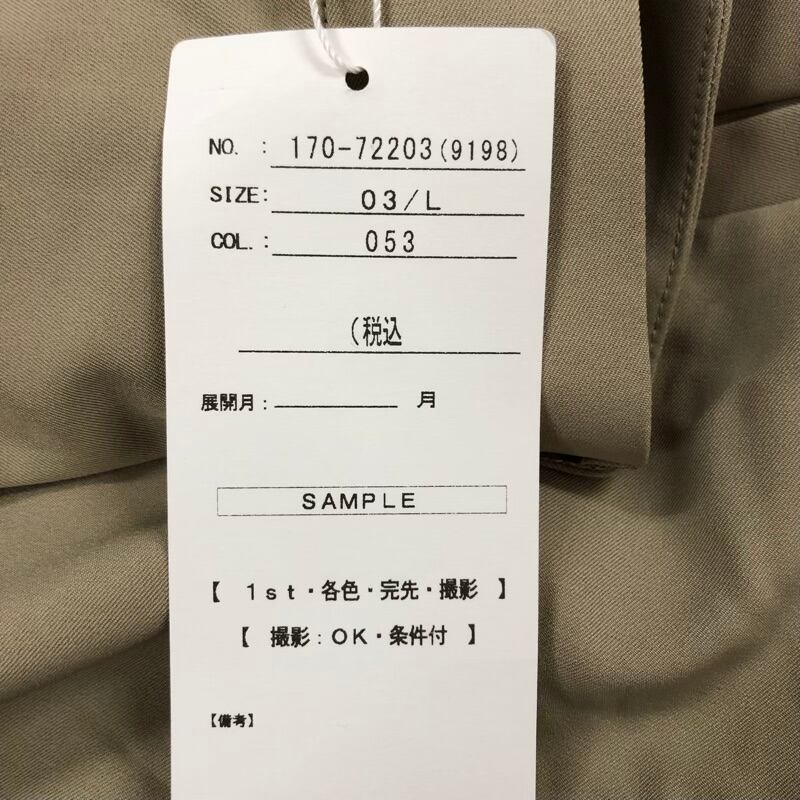 NO. : 170-72203(9198)
SIZE: 03/L
COL. : 053
(税込
展開月: 月
SAMPLE
【 1st・各色・完先・撮影 】
【 撮影:OK・条件付 】
【備考】